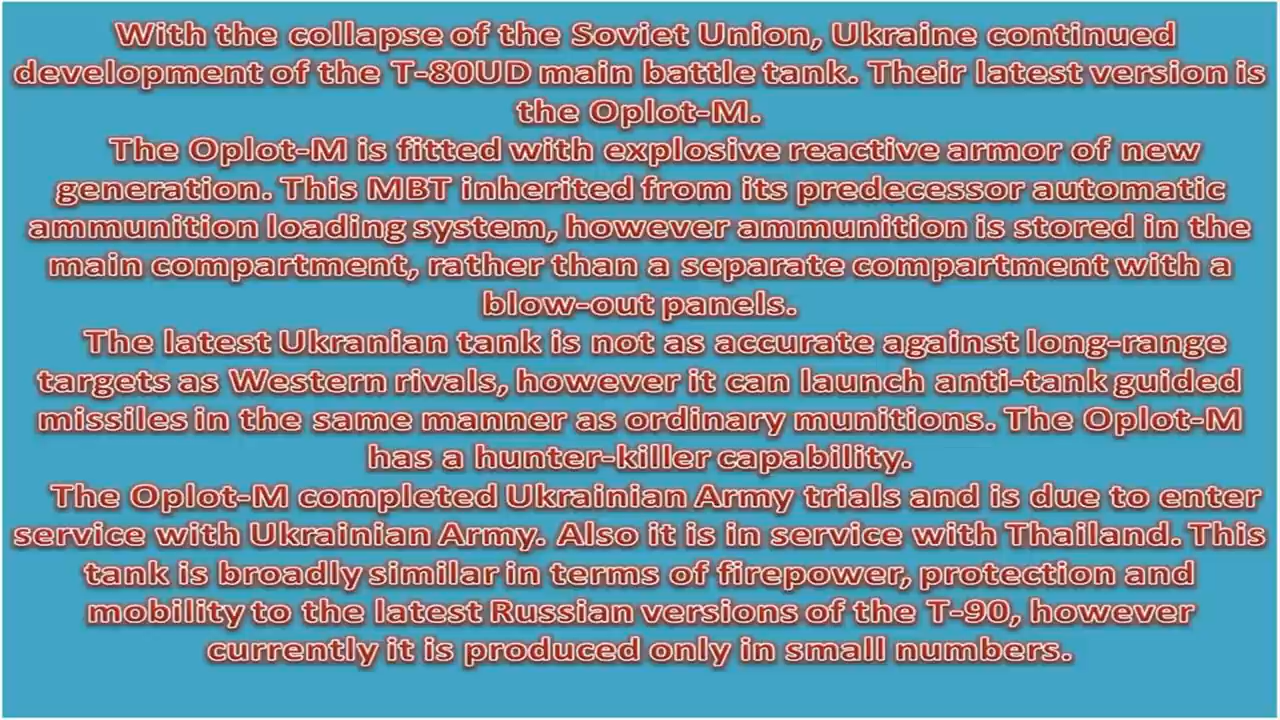 With the collapse of the Soviet Union, Ukraine continued
development of the T-80UD main battle tank. Their latest version is
the Oplot-M.
The Oplot-M is fitted with explosive reactive armor of new
generation. This MBT inherited from its predecessor automatic
ammunition loading system, however ammunition is stored in the
main compartment, rather than a separate compartment with a
blow-out panels.
The latest Ukranian tank is not as accurate against long-range
targets as Western rivals, however it can launch anti-tank guided
missiles in the same manner as ordinary munitions. The Oplot-M
has a hunter-killer capability.
The Oplot-M completed Ukrainian Army trials and is due to enter
service with Ukrainian Army. Also it is in service with Thailand. This
tank is broadly similar in terms of firepower, protection and
mobility to the latest Russian versions of the T-90, however
currently it is produced only in small numbers.